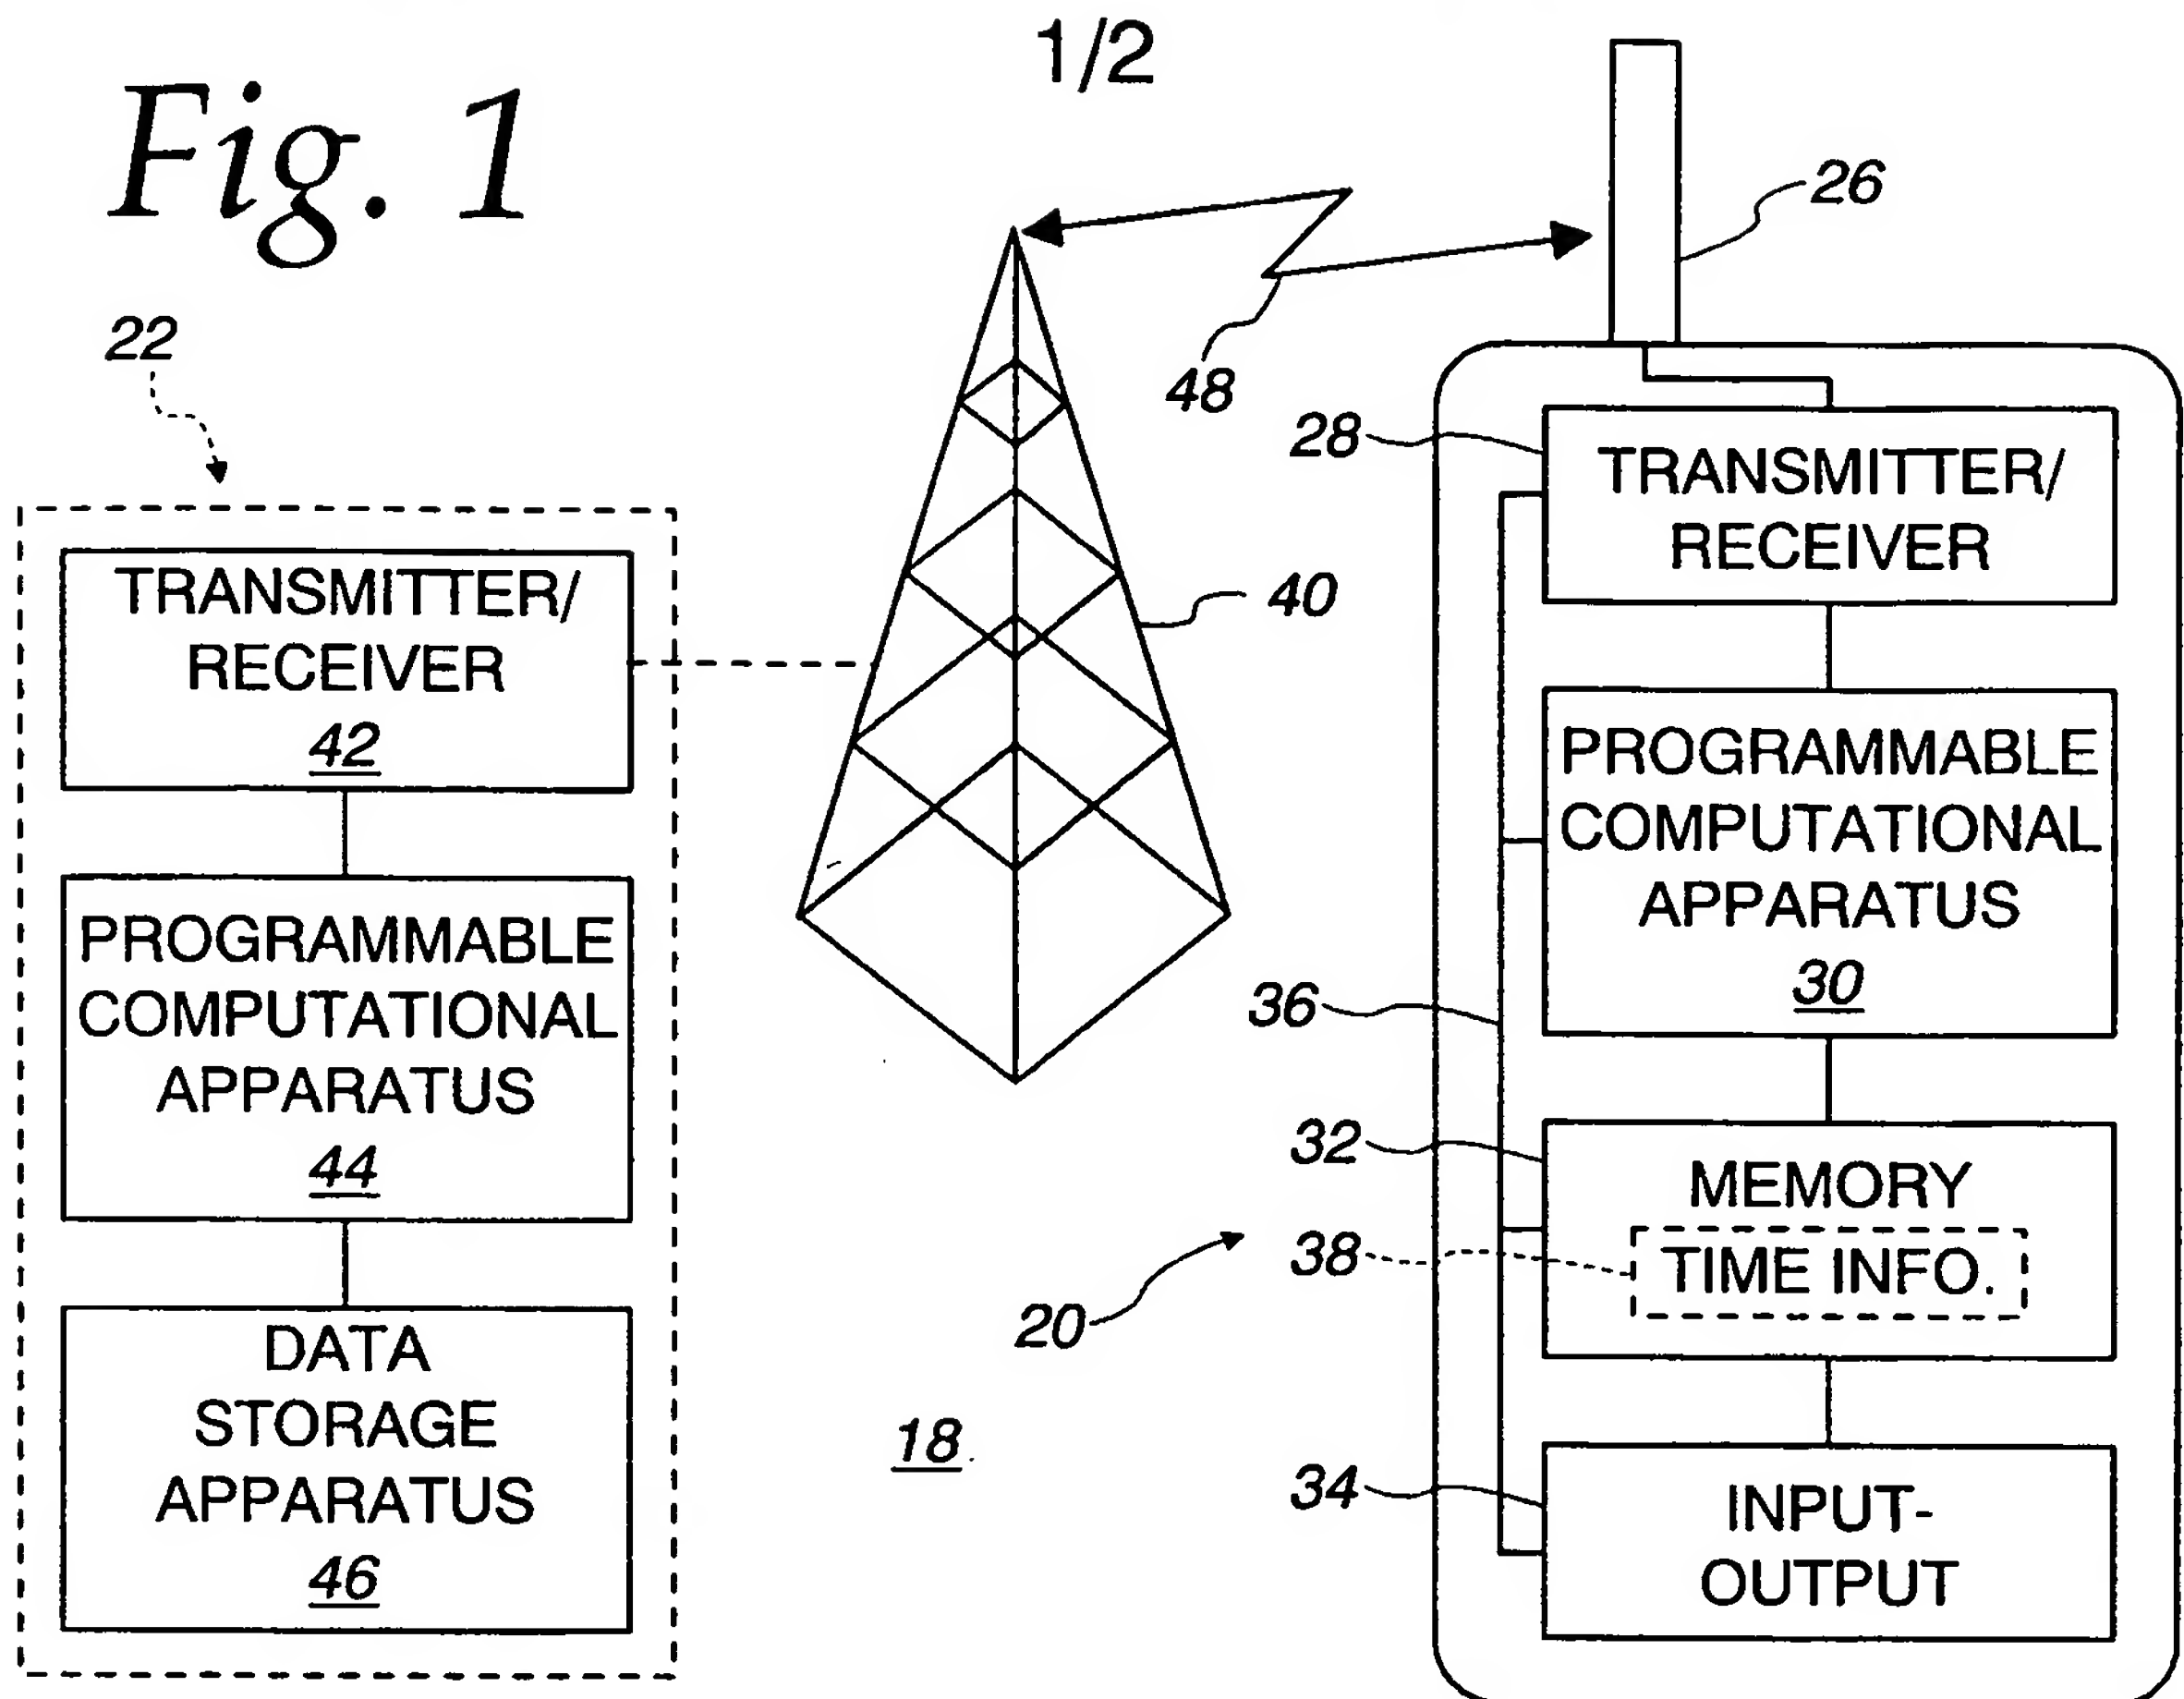 1/2
Fig. 1
26
22
48
28
TRANSMITTER/
RECEIVER
TRANSMITTER/
RECEIVER
42
40
PROGRAMMABLE
COMPUTATIONAL
APPARATUS
30
PROGRAMMABLE
COMPUTATIONAL
APPARATUS
44
36
32
MEMORY
38
TIME INFO.
20
DATA
STORAGE
APPARATUS
46
18
34
INPUT-
OUTPUT